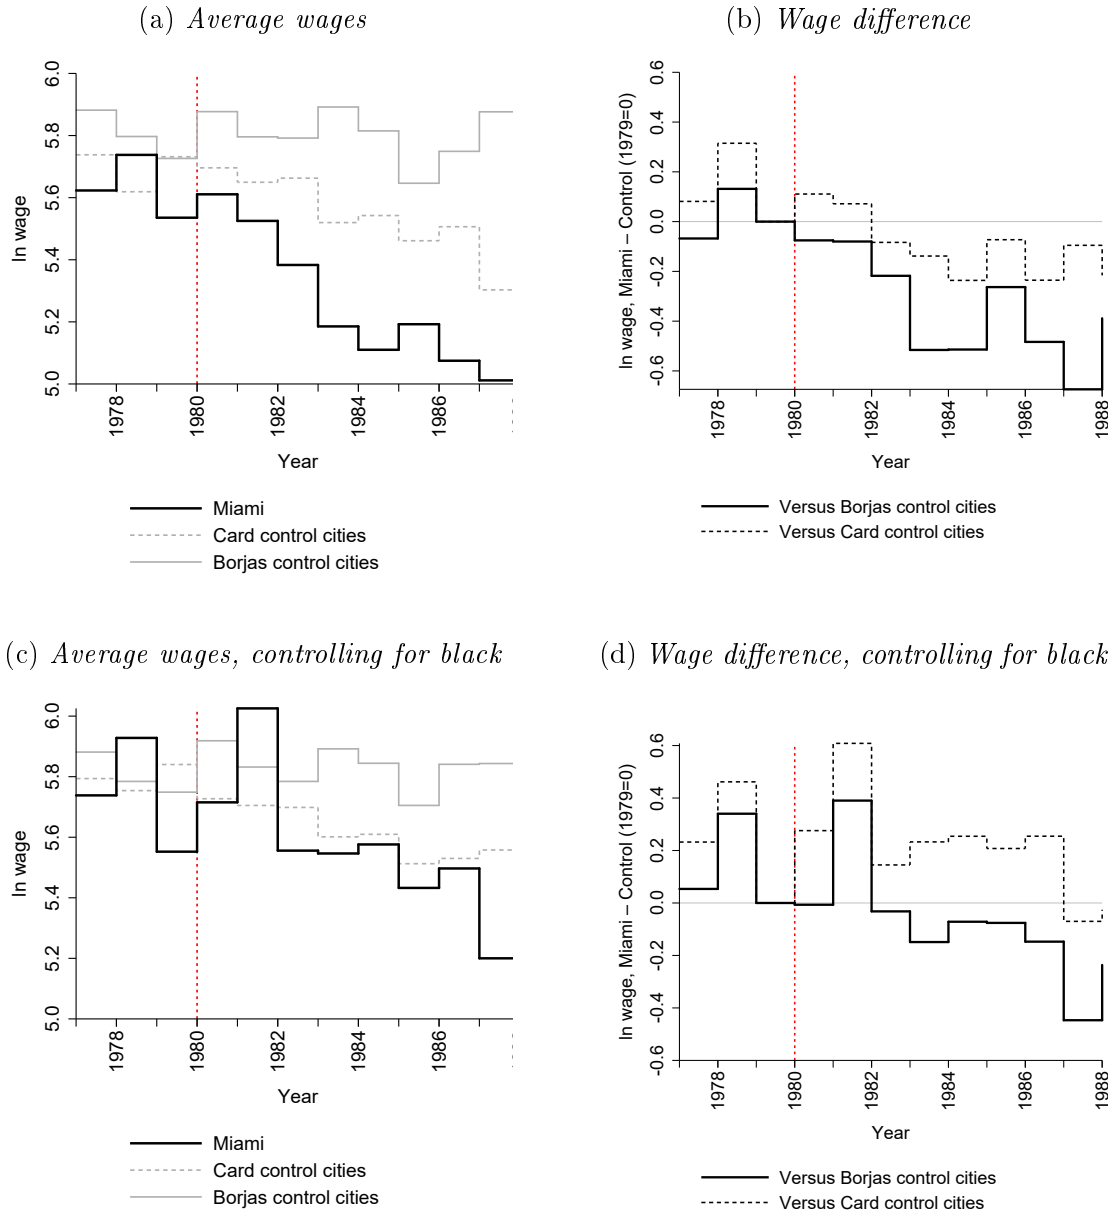 (a) Average wages
6.0
5.8
5.6
5.4
5.2
5.0
ln wage
1978
1980
1982
1984
1986
Year
Miami
Card control cities
Borjas control cities
(b) Wage difference
0.6
0.4
0.2
0.0
-0.2
-0.4
-0.6
ln wage, Miami – Control (1979=0)
1978
1980
1982
1984
1986
1988
Year
Versus Borjas control cities
Versus Card control cities
(c) Average wages, controlling for black
6.0
5.8
5.6
5.4
5.2
5.0
ln wage
1978
1980
1982
1984
1986
Year
Miami
Card control cities
Borjas control cities
(d) Wage difference, controlling for black
0.6
0.4
0.2
0.0
-0.2
-0.4
-0.6
ln wage, Miami – Control (1979=0)
1978
1980
1982
1984
1986
1988
Year
Versus Borjas control cities
Versus Card control cities